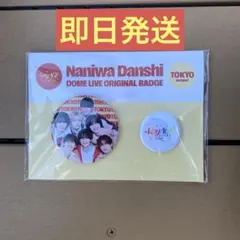 即日発送
Naniwa Danshi
DOME LIVE ORIGINAL BADGE
TOKYO